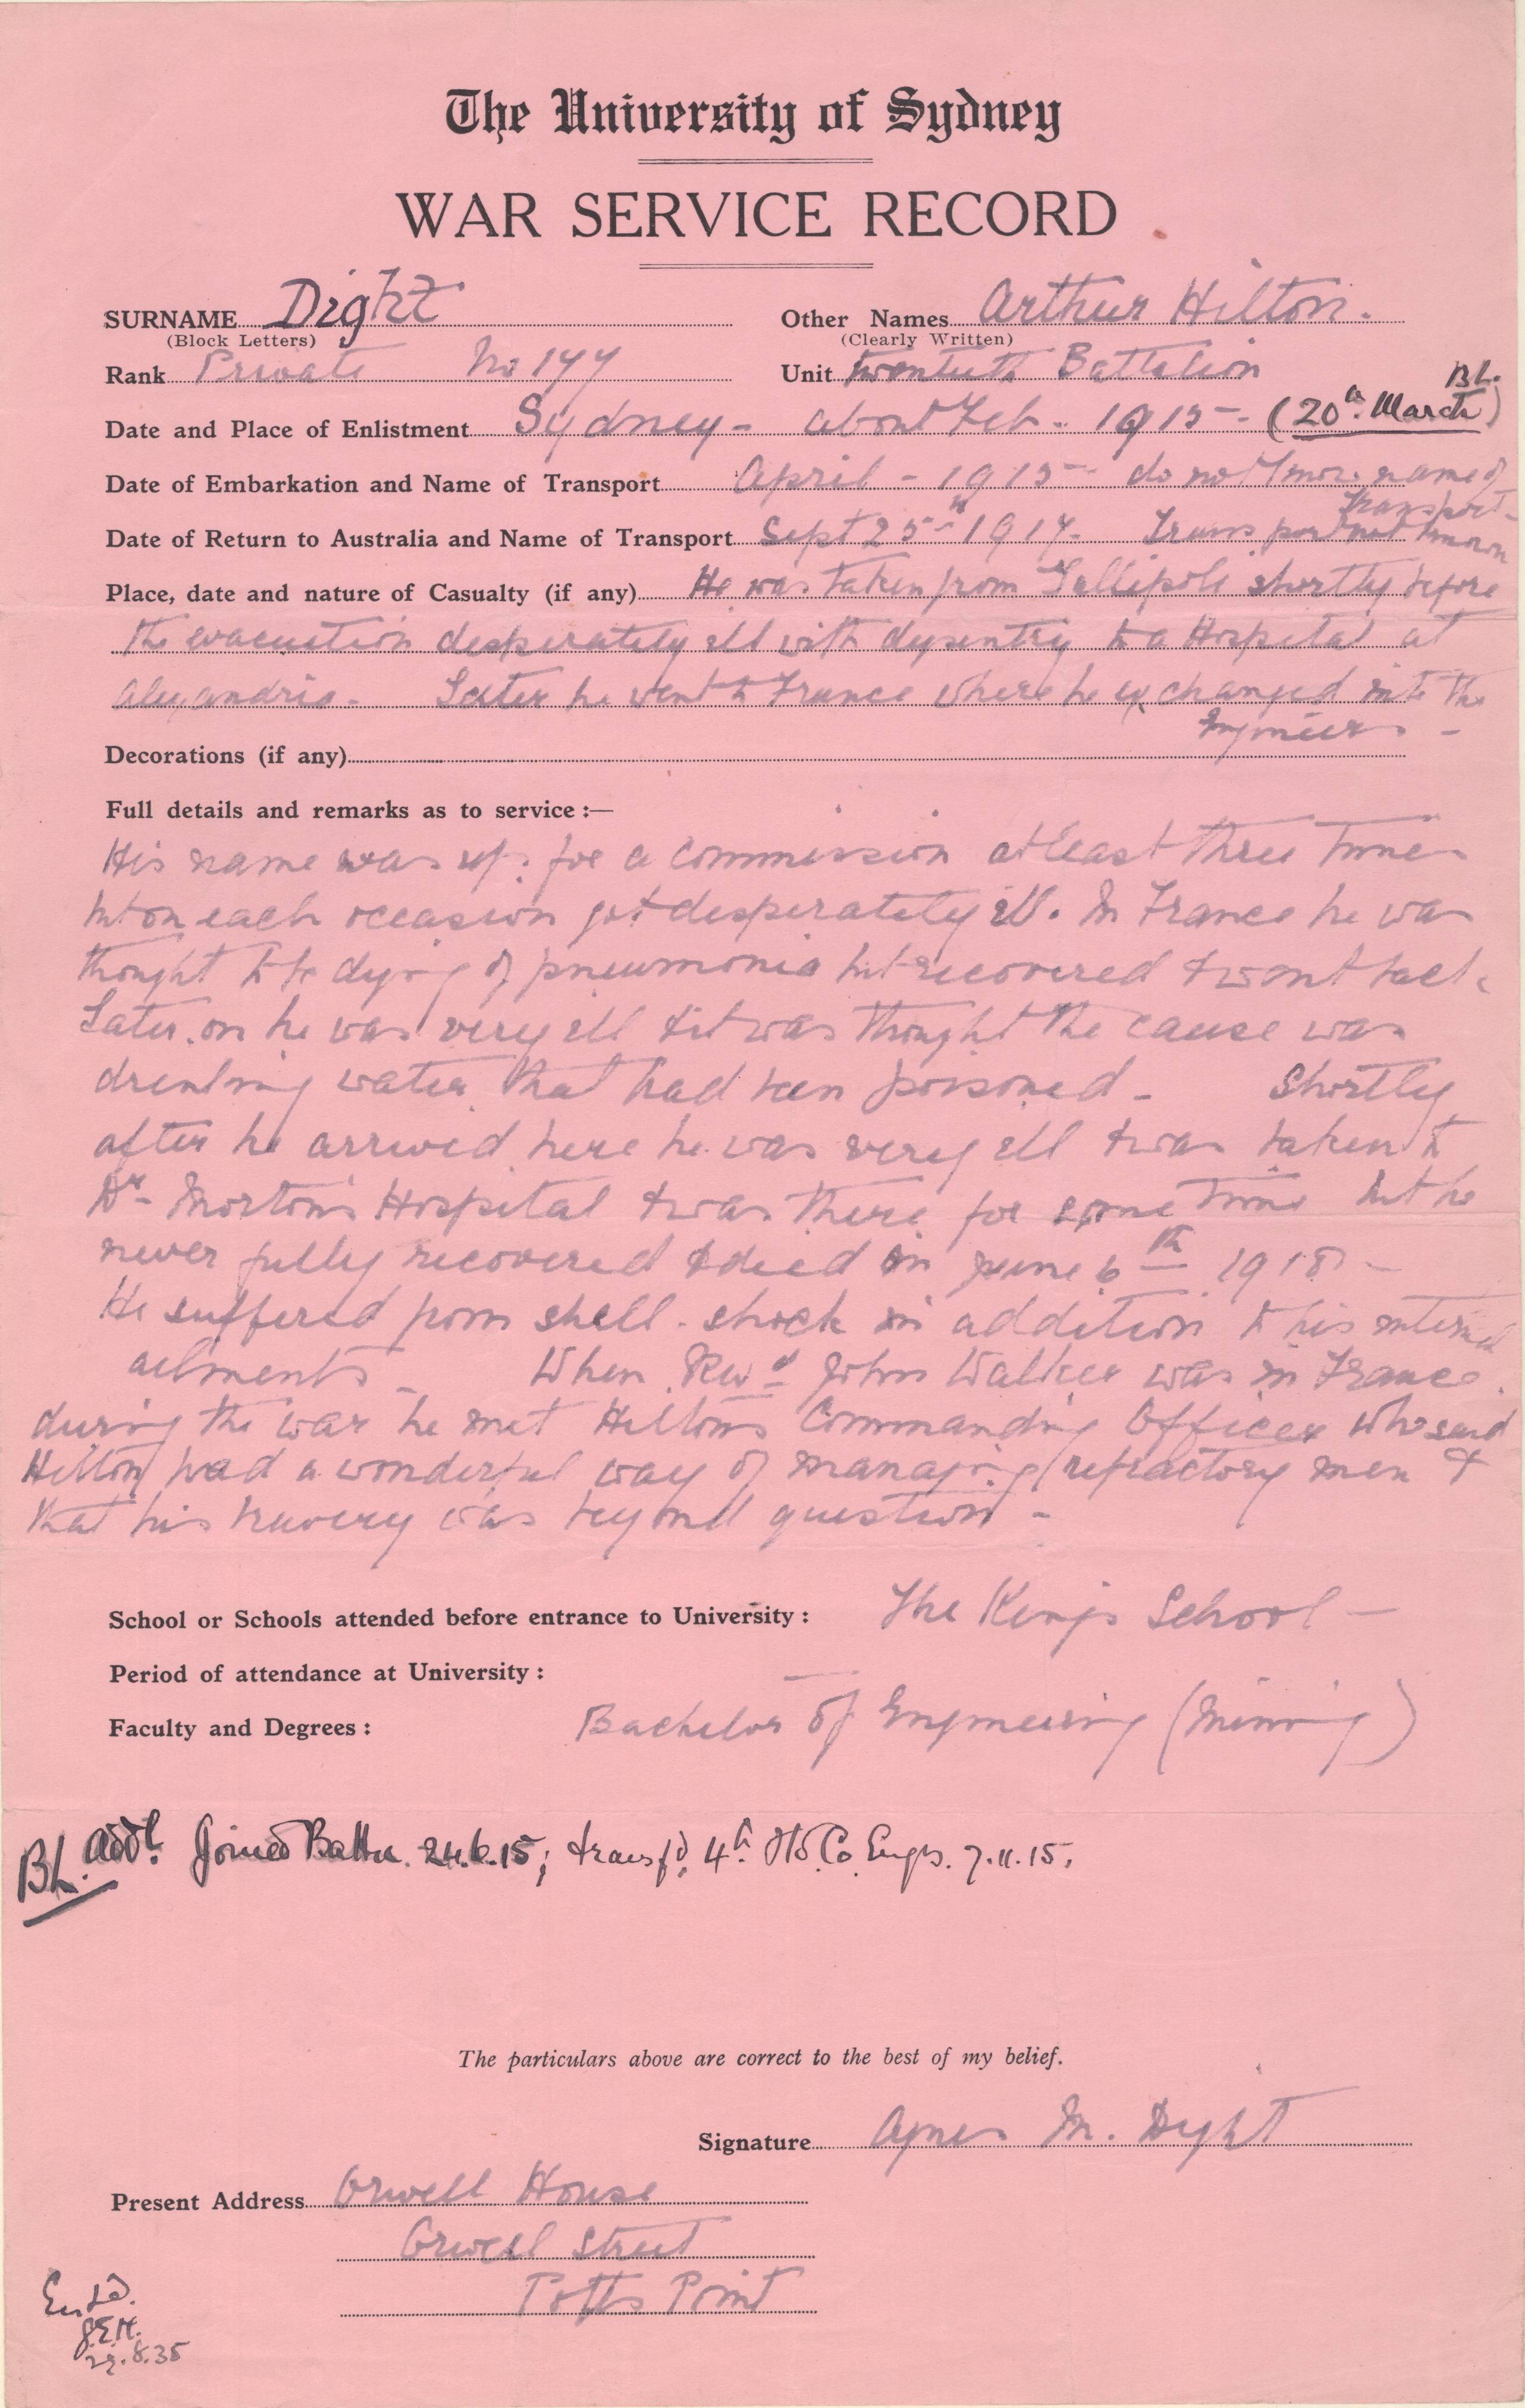 The University of Sydney
WAR SERVICE RECORD
SURNAME Dight Other Names Arthur Hilton.
(Block Letters) (Clearly Written)
Rank Private No 177 Unit Twentieth Battalion
BL.
Date and Place of Enlistment Sydney - about Feb. 1915 - (20th March)
Date of Embarkation and Name of Transport April - 1915 - do not know name of
Transport -
Date of Return to Australia and Name of Transport Sept 25th 1917. Transport not known
Place, date and nature of Casualty (if any) He was taken from Gallipoli shortly before
the evacuation desperately ill with dysentry to a Hospital at
Alexandria - Later he went to France where he exchanged into the
Engineers -
Decorations (if any)
Full details and remarks as to service :—
His name was up for a commission at least three times
but on each occasion got desperately ill. In France he was
thought to be dying of pneumonia but recovered & went back
Later on he was very ill & it was thought the cause was
drinking water that had been poisoned - Shortly
after he arrived here he was very ill & was taken to
Dr - Morton's Hospital & was there for some time but he
never fully recovered & died on June 6th 1918 -
He suffered from shell-shock in addition to his internal
ailments - When Revd John Walker was in France
during the war he met Hilton's Commanding Officer who said
Hilton had a wonderful way of managing refractory men &
that his bravery was beyond question -
School or Schools attended before entrance to University : The King's School -
Period of attendance at University : —
Faculty and Degrees : Bachelor of Engineering (Mining)
BL. Addl. Joined Battn. 24.6.15; transfd. 4th Co. Engrs. 7.11.15.
The particulars above are correct to the best of my belief.
Signature Agnes M. Dight
Present Address Orwell House
Orwell Street
Potts Point
Entd.
J.E.H.
29.8.35